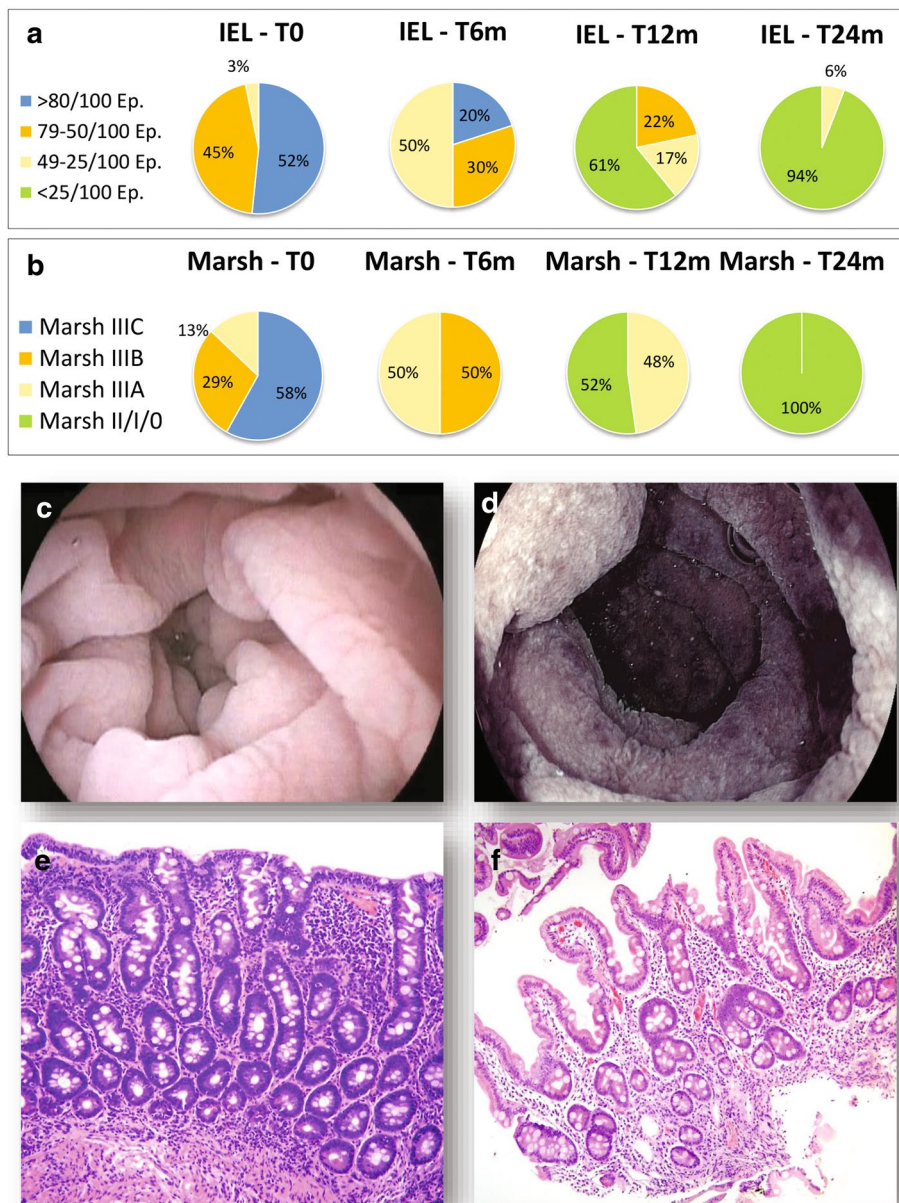 a
IEL - T0
IEL - T6m
IEL - T12m
IEL - T24m
>80/100 Ep.
79-50/100 Ep.
49-25/100 Ep.
<25/100 Ep.
3%
45%
52%
50%
20%
30%
61%
22%
17%
6%
94%
b
Marsh - T0
Marsh - T6m
Marsh - T12m
Marsh - T24m
Marsh IIIC
Marsh IIIB
Marsh IIIA
Marsh II/I/0
13%
29%
58%
50%
50%
52%
48%
100%
c
d
e
f